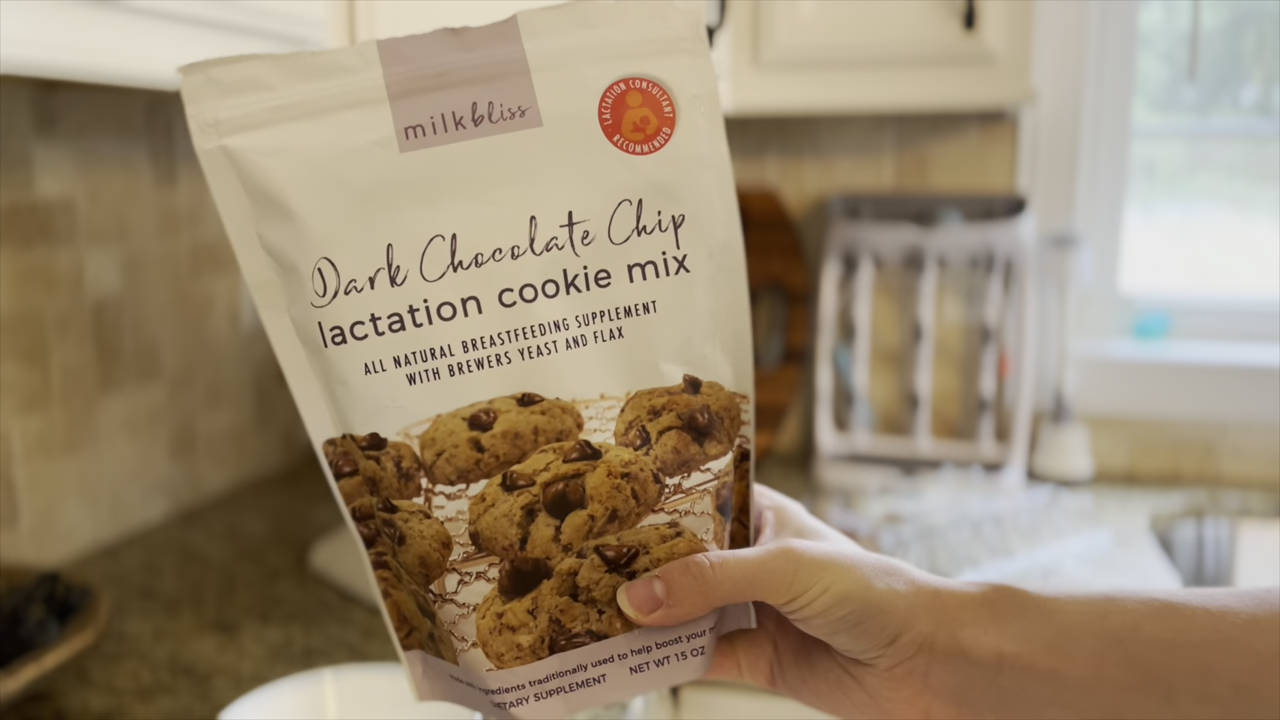 milkbliss
LACTATION CONSULTANT
RECOMMENDED
Dark Chocolate Chip
lactation cookie mix
ALL NATURAL BREASTFEEDING SUPPLEMENT
WITH BREWERS YEAST AND FLAX
ingredients traditionally used to help boost your
ETARY SUPPLEMENT NET WT 15 OZ